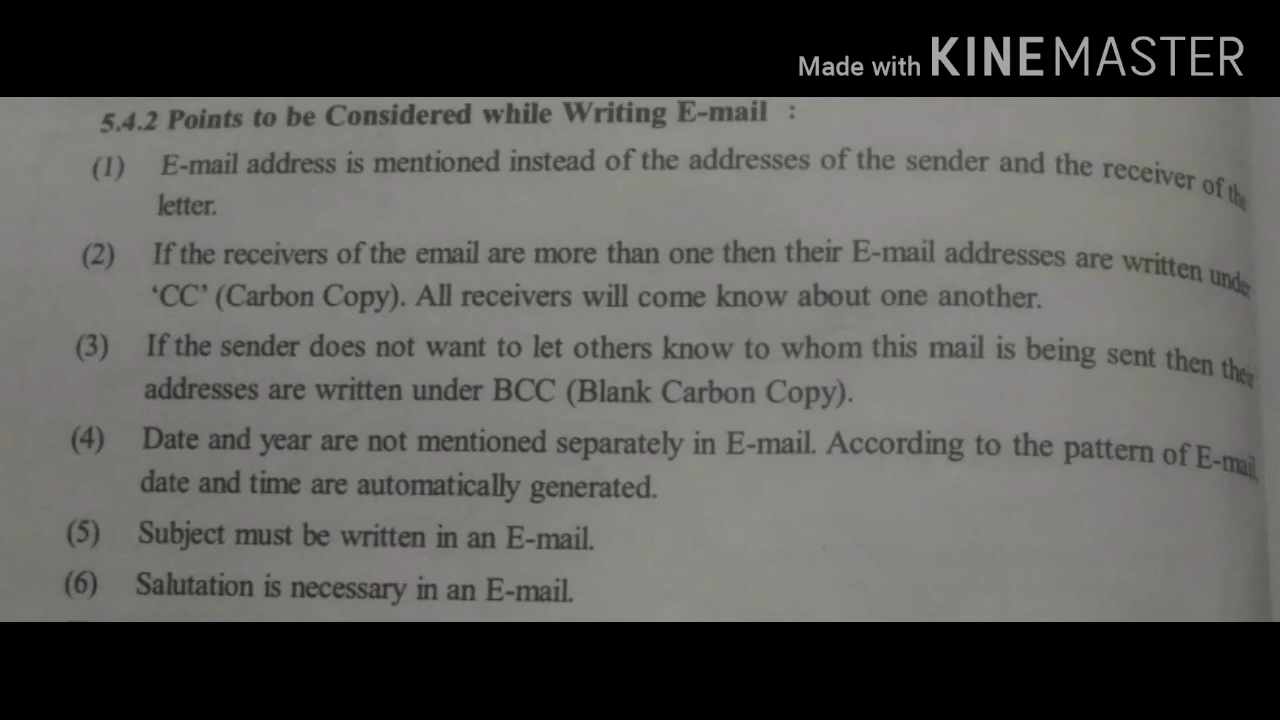 Made with KINEMASTER
5.4.2 Points to be Considered while Writing E-mail :
(1) E-mail address is mentioned instead of the addresses of the sender and the receiver of the
letter.
(2) If the receivers of the email are more than one then their E-mail addresses are written under
‘CC’ (Carbon Copy). All receivers will come know about one another.
(3) If the sender does not want to let others know to whom this mail is being sent then their
addresses are written under BCC (Blank Carbon Copy).
(4) Date and year are not mentioned separately in E-mail. According to the pattern of E-mail
date and time are automatically generated.
(5) Subject must be written in an E-mail.
(6) Salutation is necessary in an E-mail.